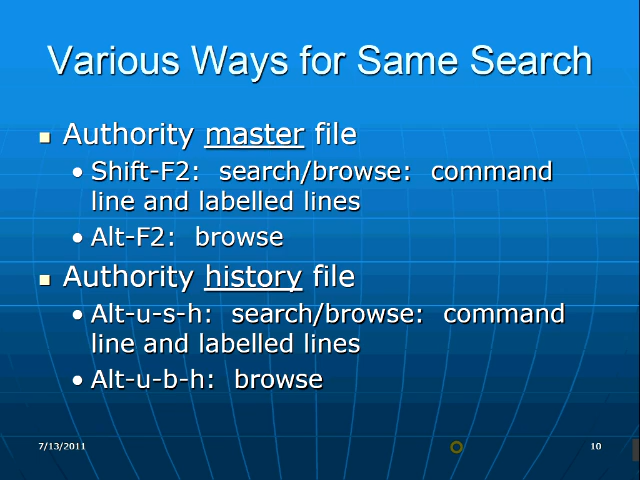 Various Ways for Same Search
Authority master file
Shift-F2: search/browse: command
line and labelled lines
Alt-F2: browse
Authority history file
Alt-u-s-h: search/browse: command
line and labelled lines
Alt-u-b-h: browse
7/13/2011
10